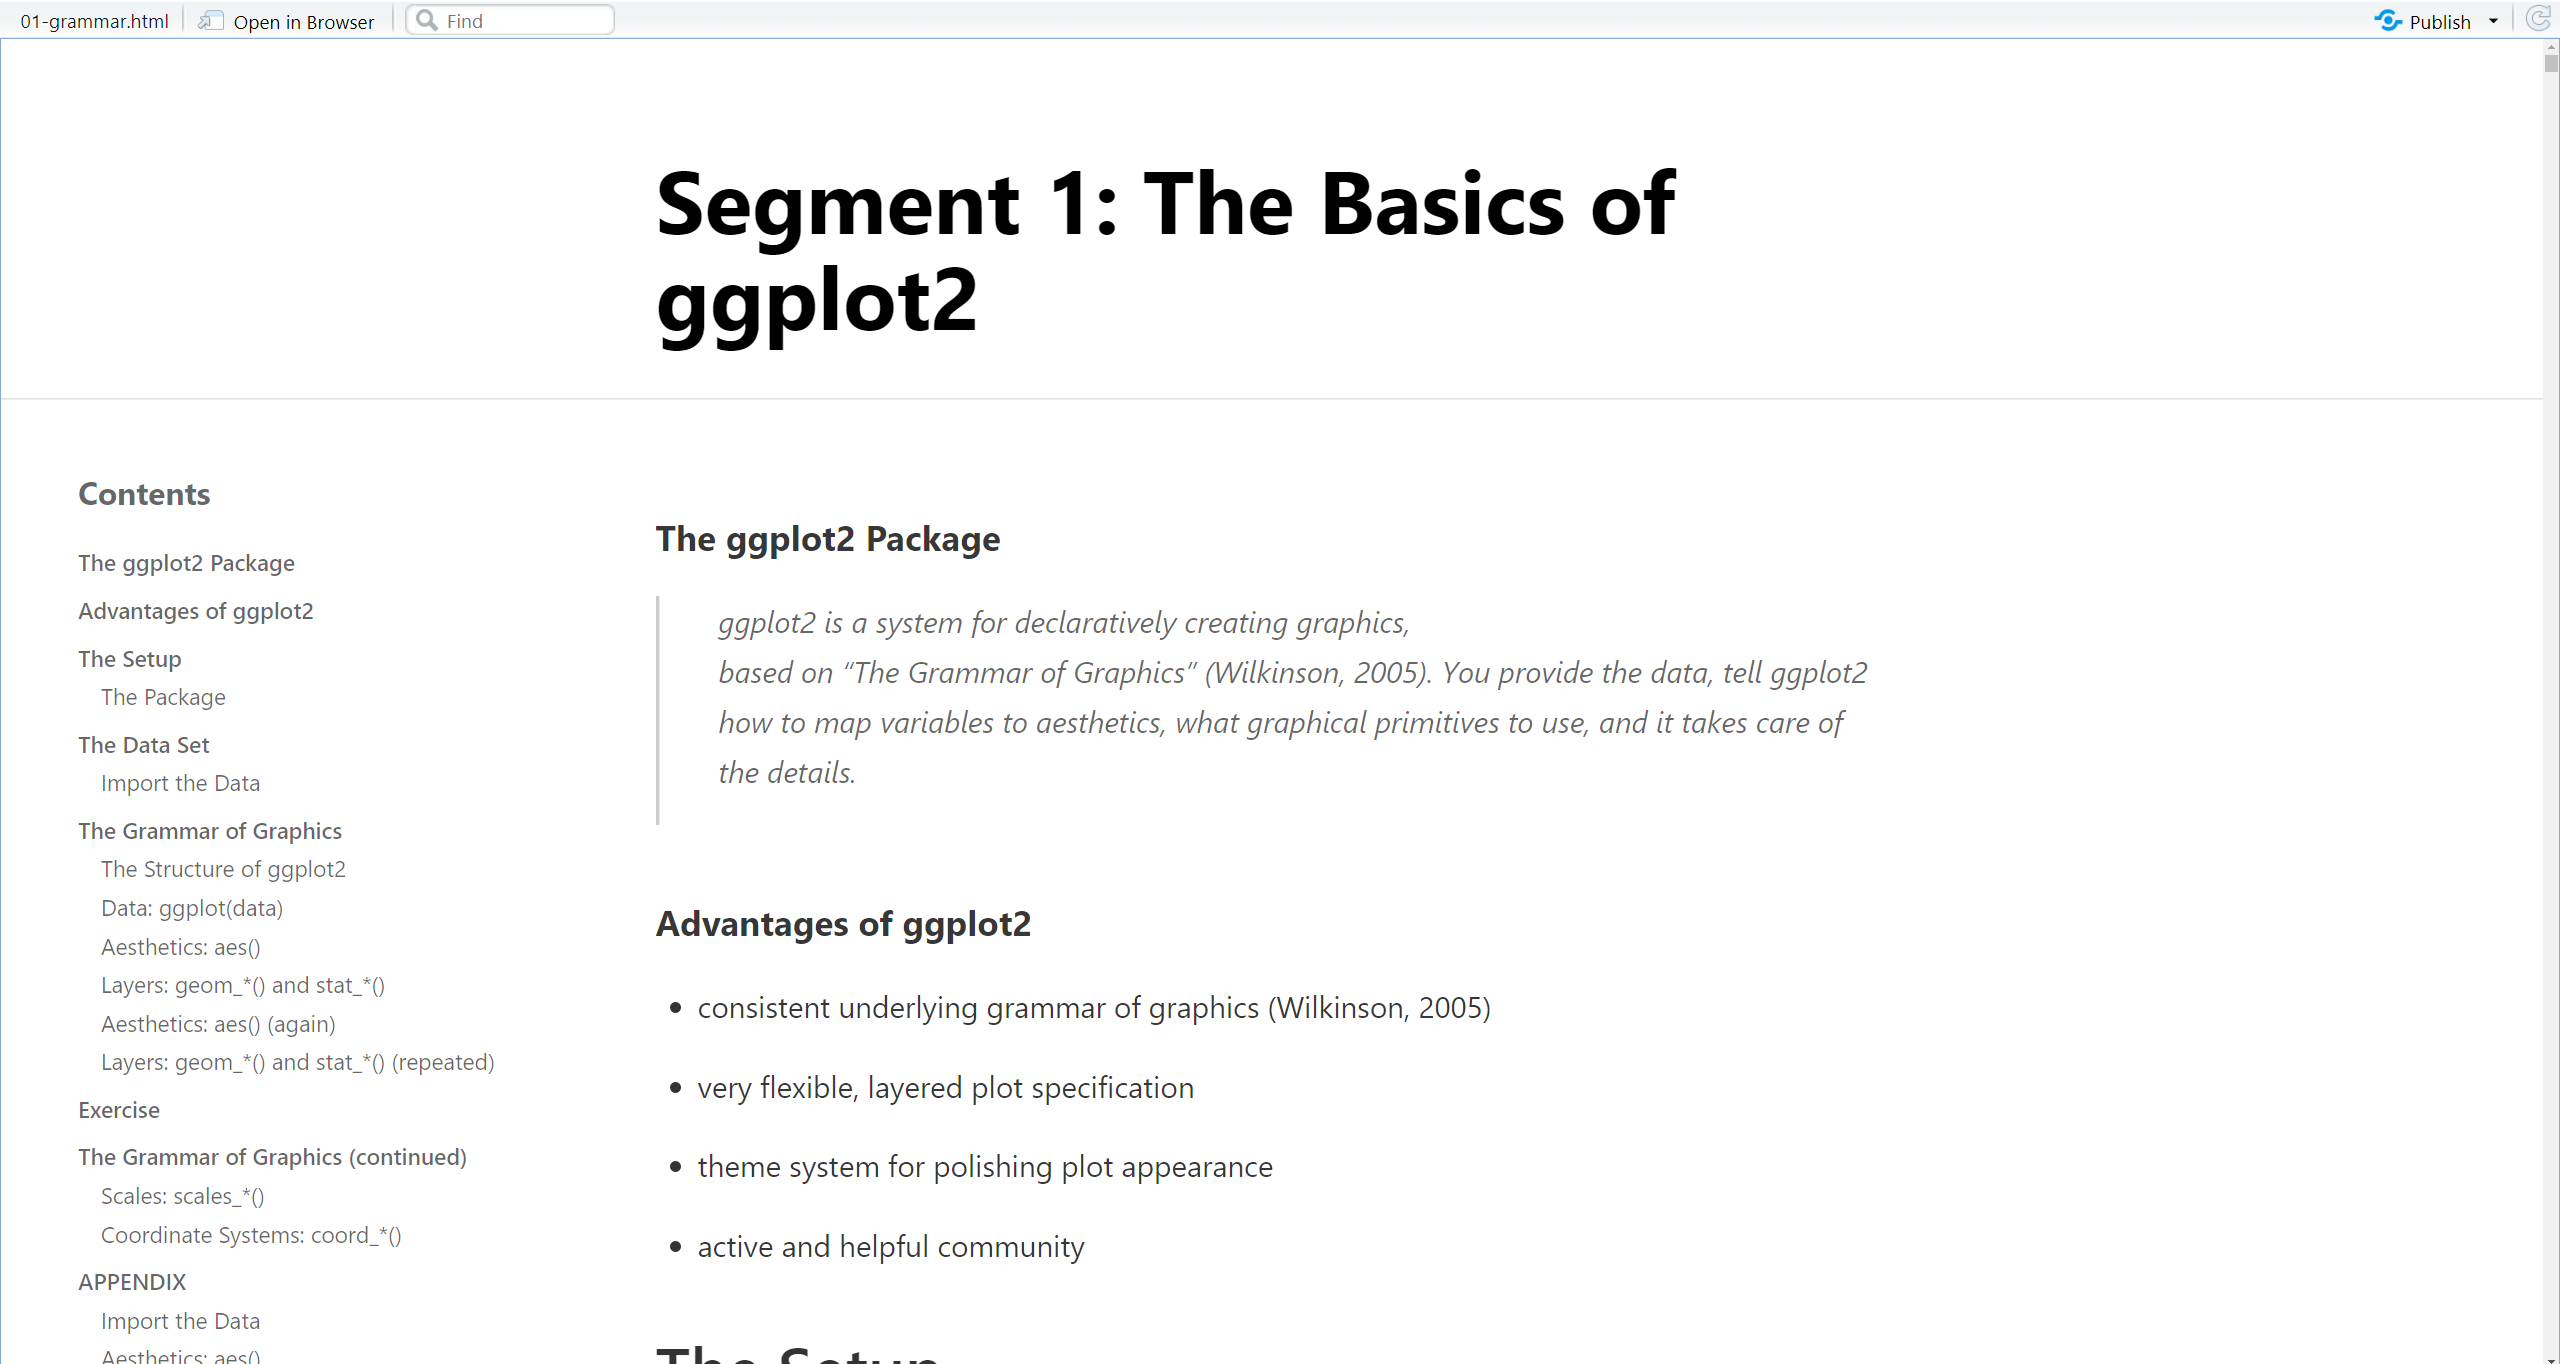 01-grammar.html Open in Browser Find Publish
Segment 1: The Basics of
ggplot2
Contents
The ggplot2 Package
Advantages of ggplot2
The Setup
The Package
The Data Set
Import the Data
The Grammar of Graphics
The Structure of ggplot2
Data: ggplot(data)
Aesthetics: aes()
Layers: geom_*() and stat_*()
Aesthetics: aes() (again)
Layers: geom_*() and stat_*() (repeated)
Exercise
The Grammar of Graphics (continued)
Scales: scales_*()
Coordinate Systems: coord_*()
APPENDIX
Import the Data
Aesthetics: aes()
The ggplot2 Package
ggplot2 is a system for declaratively creating graphics,
based on “The Grammar of Graphics” (Wilkinson, 2005). You provide the data, tell ggplot2
how to map variables to aesthetics, what graphical primitives to use, and it takes care of
the details.
Advantages of ggplot2
• consistent underlying grammar of graphics (Wilkinson, 2005)
• very flexible, layered plot specification
• theme system for polishing plot appearance
• active and helpful community
The Setup